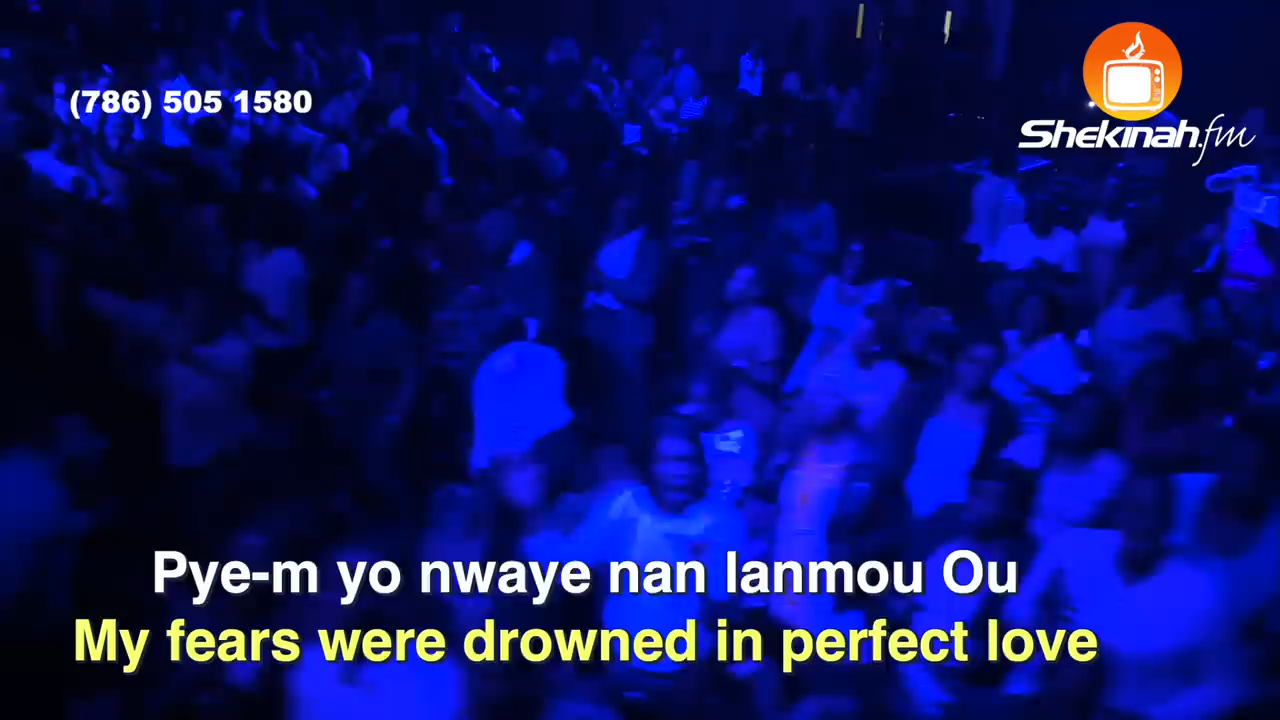 (786) 505 1580
Shekinah.fm
Pye-m yo nwaye nan lanmou Ou
My fears were drowned in perfect love